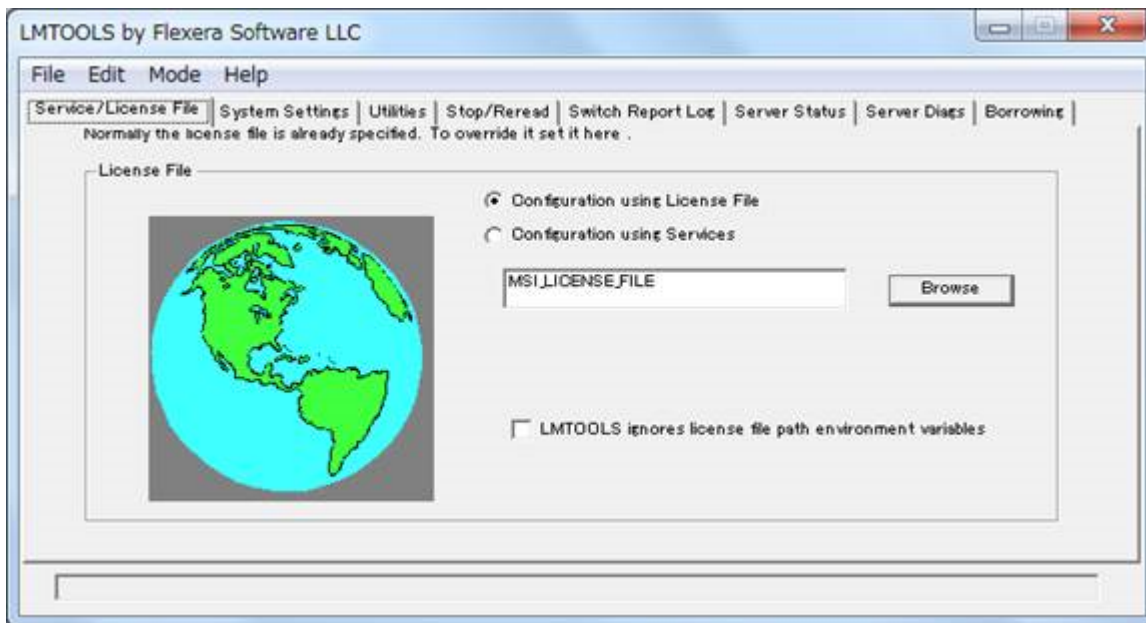 LMTOOLS by Flexera Software LLC
File Edit Mode Help
Service/License File System Settings Utilities Stop/Reread Switch Report Log Server Status Server Diags Borrowing
Normally the license file is already specified. To override it set it here .
License File
Configuration using License File
Configuration using Services
MSI_LICENSE_FILE
Browse
LMTOOLS ignores license file path environment variables